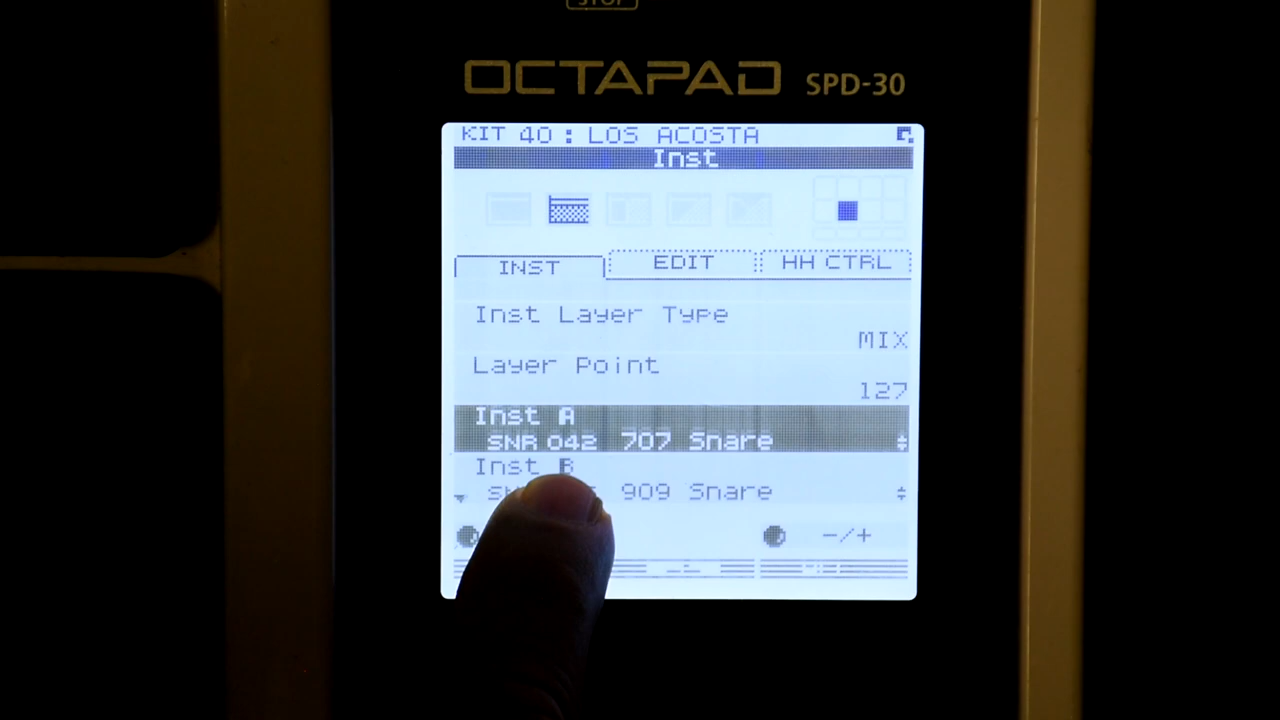 STOP
OCTAPAD SPD-30
KIT 40 : LOS ACOSTA
Inst
INST EDIT HH CTRL
Inst Layer Type
MIX
Layer Point
127
Inst A
SNR 042 707 Snare
Inst B
909 Snare
-/+